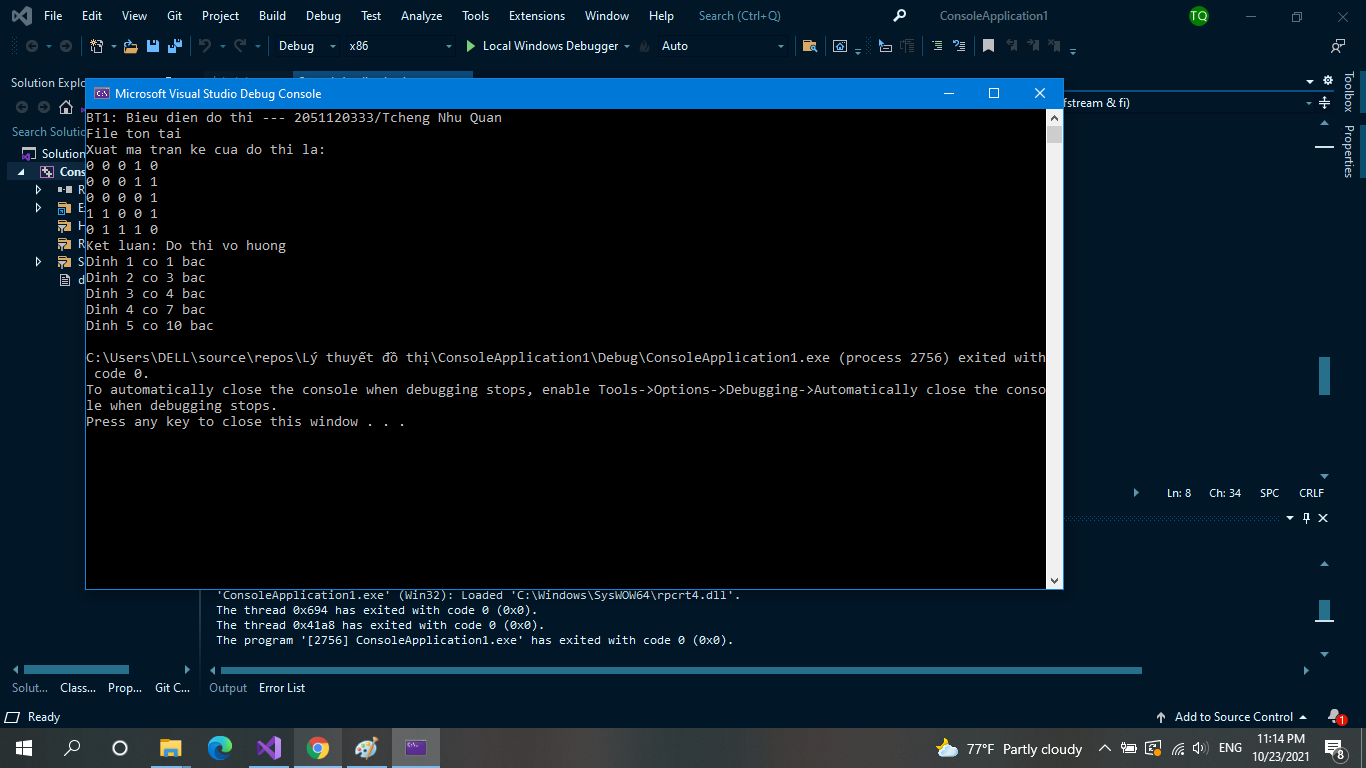 File Edit View Git Project Build Debug Test Analyze Tools Extensions Window Help Search (Ctrl+Q) ConsoleApplication1 TQ
Debug x86 Local Windows Debugger Auto
Solution Explo
Toolbox
Properties
Microsoft Visual Studio Debug Console
fstream & fi)
Search Solutio
Solution
Cons
BT1: Bieu dien do thi --- 2051120333/Tcheng Nhu Quan
File ton tai
Xuat ma tran ke cua do thi la:
0 0 0 1 0
0 0 0 1 1
0 0 0 0 1
1 1 0 0 1
0 1 1 1 0
Ket luan: Do thi vo huong
Dinh 1 co 1 bac
Dinh 2 co 3 bac
Dinh 3 co 4 bac
Dinh 4 co 7 bac
Dinh 5 co 10 bac
C:\Users\DELL\source\repos\Lý thuyết đồ thị\ConsoleApplication1\Debug\ConsoleApplication1.exe (process 2756) exited with
code 0.
To automatically close the console when debugging stops, enable Tools->Options->Debugging->Automatically close the conso
le when debugging stops.
Press any key to close this window . . .
Ln: 8 Ch: 34 SPC CRLF
'ConsoleApplication1.exe' (Win32): Loaded 'C:\Windows\SysWOW64\rpcrt4.dll'.
The thread 0x694 has exited with code 0 (0x0).
The thread 0x41a8 has exited with code 0 (0x0).
The program '[2756] ConsoleApplication1.exe' has exited with code 0 (0x0).
Solut... Class... Prop... Git C... Output Error List
Ready Add to Source Control 1
77°F Partly cloudy ENG 11:14 PM
10/23/2021 8